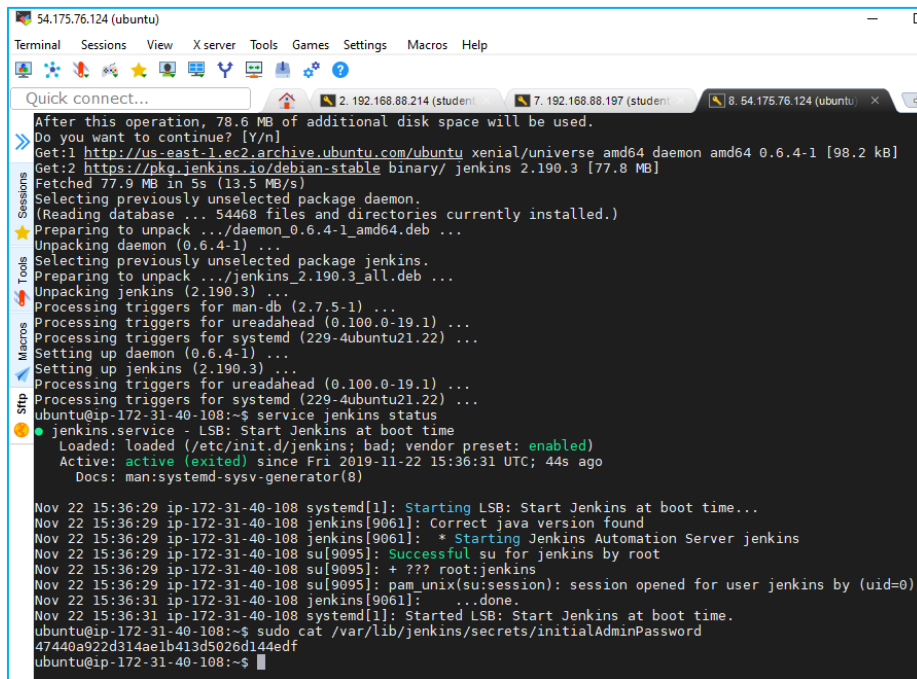 54.175.76.124 (ubuntu)
Terminal Sessions View X server Tools Games Settings Macros Help
Quick connect...
2. 192.168.88.214 (student
7. 192.168.88.197 (student
8. 54.175.76.124 (ubuntu)
Sessions
Tools
Macros
Sftp
After this operation, 78.6 MB of additional disk space will be used.
Do you want to continue? [Y/n]
Get:1 http://us-east-1.ec2.archive.ubuntu.com/ubuntu xenial/universe amd64 daemon amd64 0.6.4-1 [98.2 kB]
Get:2 https://pkg.jenkins.io/debian-stable binary/ jenkins 2.190.3 [77.8 MB]
Fetched 77.9 MB in 5s (13.5 MB/s)
Selecting previously unselected package daemon.
(Reading database ... 54468 files and directories currently installed.)
Preparing to unpack .../daemon_0.6.4-1_amd64.deb ...
Unpacking daemon (0.6.4-1) ...
Selecting previously unselected package jenkins.
Preparing to unpack .../jenkins_2.190.3_all.deb ...
Unpacking jenkins (2.190.3) ...
Processing triggers for man-db (2.7.5-1) ...
Processing triggers for ureadahead (0.100.0-19.1) ...
Processing triggers for systemd (229-4ubuntu21.22) ...
Setting up daemon (0.6.4-1) ...
Setting up jenkins (2.190.3) ...
Processing triggers for ureadahead (0.100.0-19.1) ...
Processing triggers for systemd (229-4ubuntu21.22) ...
ubuntu@ip-172-31-40-108:~$ service jenkins status
● jenkins.service - LSB: Start Jenkins at boot time
Loaded: loaded (/etc/init.d/jenkins; bad; vendor preset: enabled)
Active: active (exited) since Fri 2019-11-22 15:36:31 UTC; 44s ago
Docs: man:systemd-sysv-generator(8)
Nov 22 15:36:29 ip-172-31-40-108 systemd[1]: Starting LSB: Start Jenkins at boot time...
Nov 22 15:36:29 ip-172-31-40-108 jenkins[9061]: Correct java version found
Nov 22 15:36:29 ip-172-31-40-108 jenkins[9061]:  * Starting Jenkins Automation Server jenkins
Nov 22 15:36:29 ip-172-31-40-108 su[9095]: Successful su for jenkins by root
Nov 22 15:36:29 ip-172-31-40-108 su[9095]: + ??? root:jenkins
Nov 22 15:36:29 ip-172-31-40-108 su[9095]: pam_unix(su:session): session opened for user jenkins by (uid=0)
Nov 22 15:36:31 ip-172-31-40-108 jenkins[9061]:    ...done.
Nov 22 15:36:31 ip-172-31-40-108 systemd[1]: Started LSB: Start Jenkins at boot time.
ubuntu@ip-172-31-40-108:~$ sudo cat /var/lib/jenkins/secrets/initialAdminPassword
47440a922d314ae1b413d5026d144edf
ubuntu@ip-172-31-40-108:~$